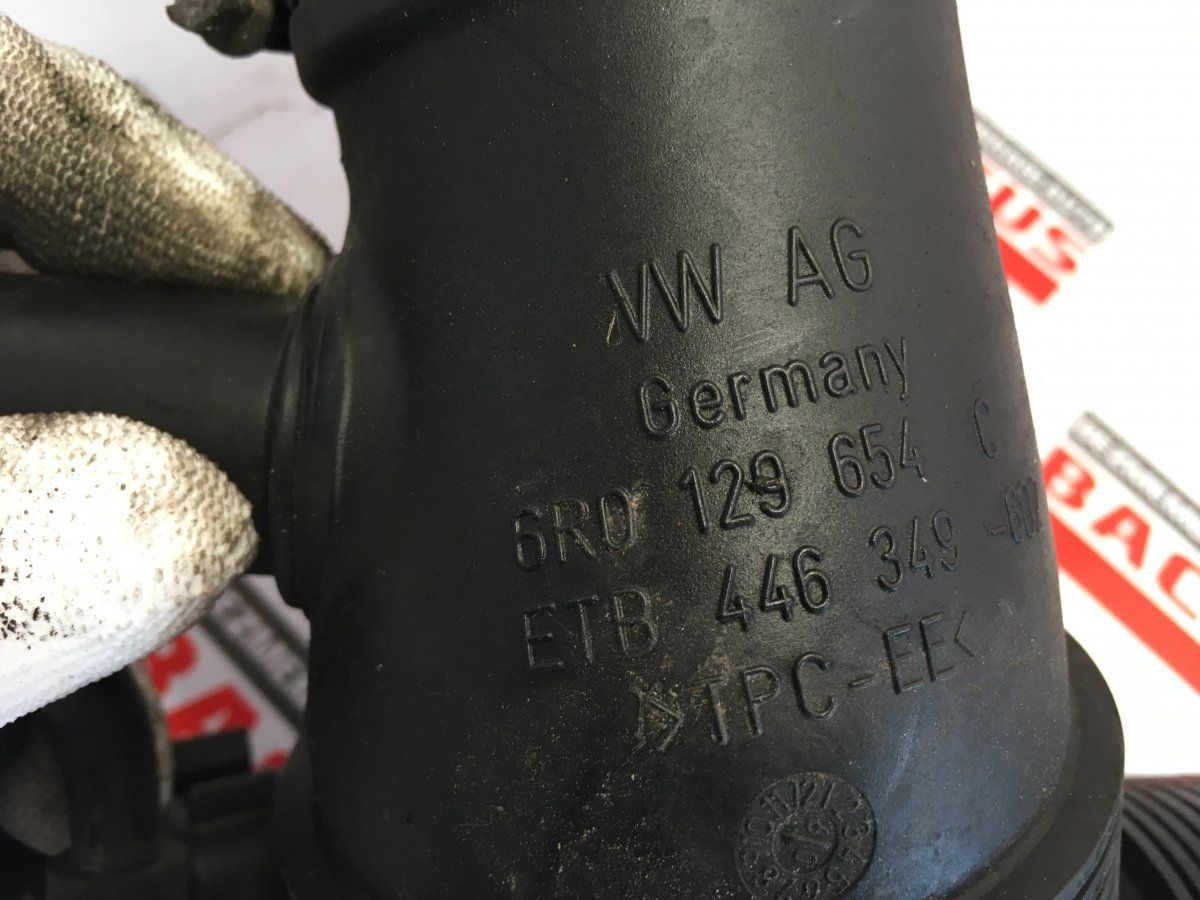 VW AG
Germany
6R0 129 654 C
ETB 446 349
>TPC-EE<